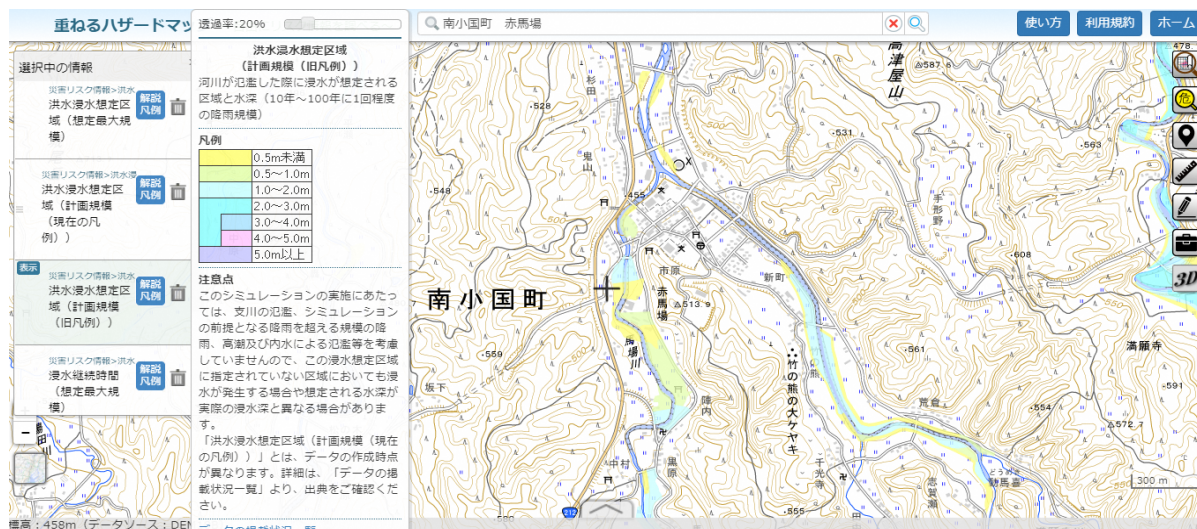 重ねるハザードマッ
透過率:20%
南小国町　赤馬場
使い方
利用規約
ホーム
選択中の情報
災害リスク情報>洪水
洪水浸水想定区
域（想定最大規
模）
解説
凡例
災害リスク情報>洪水浸
洪水浸水想定区
域（計画規模
（現在の凡
例））
解説
凡例
表示
災害リスク情報>洪水
洪水浸水想定区
域（計画規模
（旧凡例））
解説
凡例
災害リスク情報>洪水
浸水継続時間
（想定最大規
模）
解説
凡例
標高：458m（データソース：DEM
洪水浸水想定区域
（計画規模（旧凡例））
河川が氾濫した際に浸水が想定される
区域と水深（10年～100年に1回程度
の降雨規模）
凡例
0.5m未満
0.5～1.0m
1.0～2.0m
2.0～3.0m
3.0～4.0m
4.0～5.0m
5.0m以上
注意点
このシミュレーションの実施にあたっ
ては、支川の氾濫、シミュレーション
の前提となる降雨を超える規模の降
雨、高潮及び内水による氾濫等を考慮
していませんので、この浸水想定区域
に指定されていない区域においても浸
水が発生する場合や想定される水深が
実際の浸水深と異なる場合がありま
す。
「洪水浸水想定区域（計画規模（現在
の凡例））」とは、データの作成時点
が異なります。詳細は、「データの掲
載状況一覧」より、出典をご確認くだ
さい。
高津屋山
587.6
478
杉田
528
鬼山
531
563
548
455
手形野
608
市原
新町
南小国町
赤馬場
513.9
馬場川
559
561
満願寺
竹の熊の大ケヤキ
坂下
陣内
荒倉
591
554
572.7
中村
黒原
千光寺
志賀瀬
212
300 m
危
3D